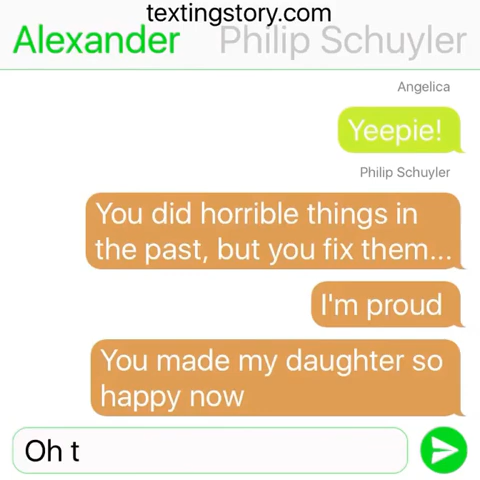 textingstory.com
Alexander Philip Schuyler
Angelica
Yeepie!
Philip Schuyler
You did horrible things in
the past, but you fix them...
I'm proud
You made my daughter so
happy now
Oh t